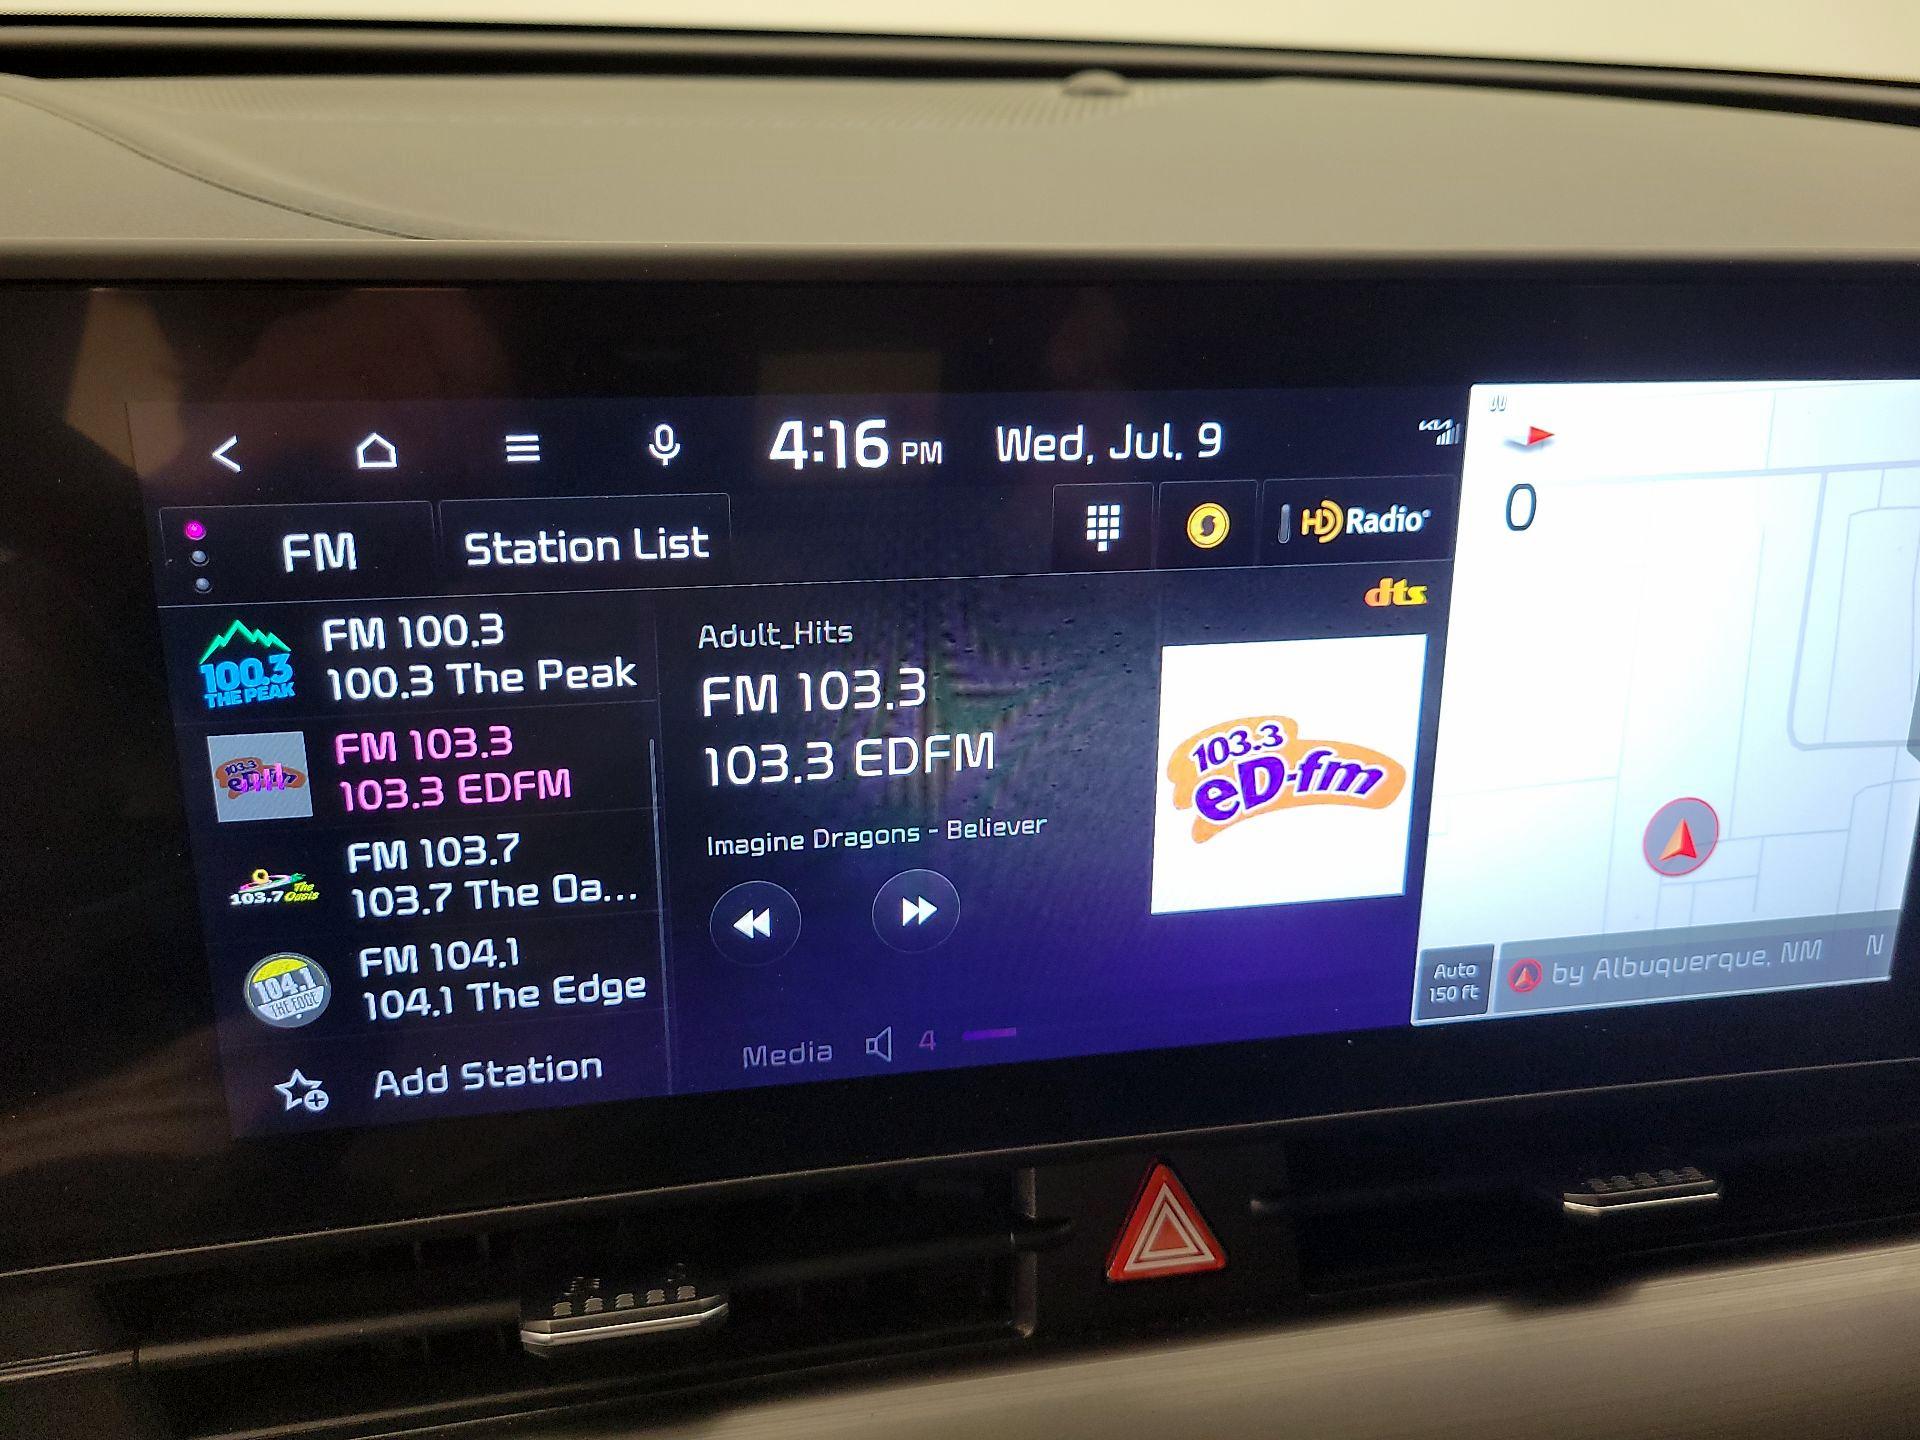 4:16 PM Wed, Jul. 9
KIA
FM
Station List
HD Radio
dts
100.3
THE PEAK
FM 100.3
100.3 The Peak
103.3
FM 103.3
103.3 EDFM
103.7 The Oasis
FM 103.7
103.7 The Oa...
104.1
THE EDGE
FM 104.1
104.1 The Edge
Add Station
Adult_Hits
FM 103.3
103.3 EDFM
Imagine Dragons - Believer
Media 4
103.3
eD-fm
0
Auto
150 ft
by Albuquerque, NM N